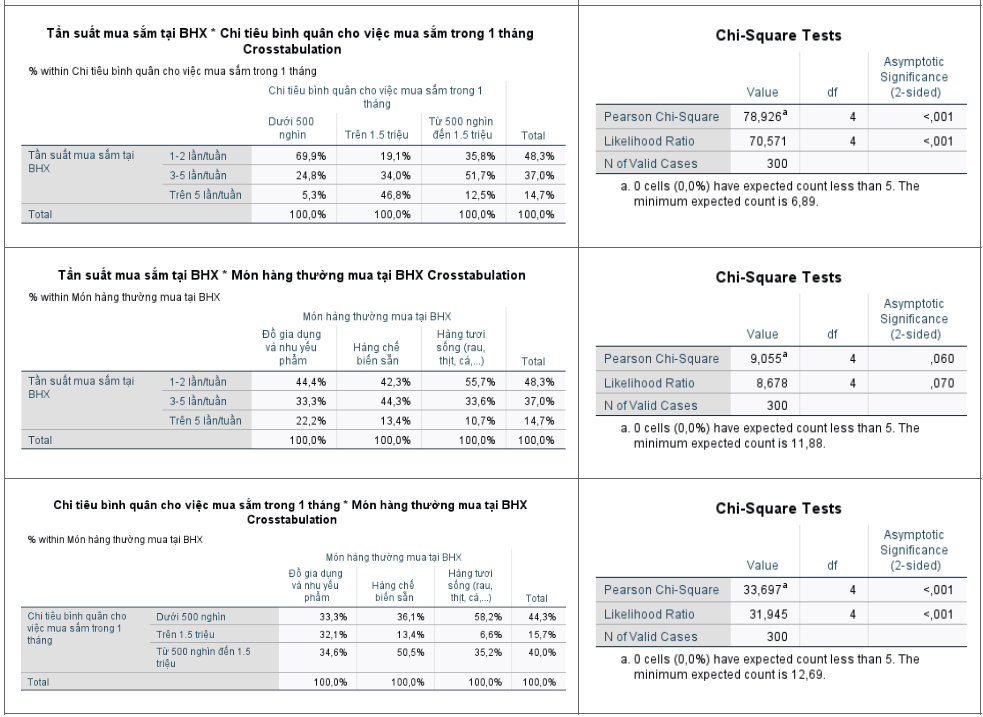 Tần suất mua sắm tại BHX * Chi tiêu bình quân cho việc mua sắm trong 1 tháng
Crosstabulation
% within Chi tiêu bình quân cho việc mua sắm trong 1 tháng
Chi tiêu bình quân cho việc mua sắm trong 1
tháng
Dưới 500
nghìn
Trên 1.5 triệu
Từ 500 nghìn
đến 1.5 triệu
Total
Tần suất mua sắm tại
BHX
1-2 lần/tuần 69,9% 19,1% 35,8% 48,3%
3-5 lần/tuần 24,8% 34,0% 51,7% 37,0%
Trên 5 lần/tuần 5,3% 46,8% 12,5% 14,7%
Total 100,0% 100,0% 100,0% 100,0%
Chi-Square Tests
Value df
Asymptotic
Significance
(2-sided)
Pearson Chi-Square 78,926a 4 <,001
Likelihood Ratio 70,571 4 <,001
N of Valid Cases 300
a. 0 cells (0,0%) have expected count less than 5. The
minimum expected count is 6,89.
Tần suất mua sắm tại BHX * Món hàng thường mua tại BHX Crosstabulation
% within Món hàng thường mua tại BHX
Món hàng thường mua tại BHX
Đồ gia dụng
và nhu yếu
phẩm
Hàng chế
biến sẵn
Hàng tươi
sống (rau,
thịt, cá,...)
Total
Tần suất mua sắm tại
BHX
1-2 lần/tuần 44,4% 42,3% 55,7% 48,3%
3-5 lần/tuần 33,3% 44,3% 33,6% 37,0%
Trên 5 lần/tuần 22,2% 13,4% 10,7% 14,7%
Total 100,0% 100,0% 100,0% 100,0%
Chi-Square Tests
Value df
Asymptotic
Significance
(2-sided)
Pearson Chi-Square 9,055a 4 ,060
Likelihood Ratio 8,678 4 ,070
N of Valid Cases 300
a. 0 cells (0,0%) have expected count less than 5. The
minimum expected count is 11,88.
Chi tiêu bình quân cho việc mua sắm trong 1 tháng * Món hàng thường mua tại BHX
Crosstabulation
% within Món hàng thường mua tại BHX
Món hàng thường mua tại BHX
Đồ gia dụng
và nhu yếu
phẩm
Hàng chế
biến sẵn
Hàng tươi
sống (rau,
thịt, cá,...)
Total
Chi tiêu bình quân cho
việc mua sắm trong 1
tháng
Dưới 500 nghìn 33,3% 36,1% 58,2% 44,3%
Trên 1.5 triệu 32,1% 13,4% 6,6% 15,7%
Từ 500 nghìn đến 1.5
triệu
34,6% 50,5% 35,2% 40,0%
Total 100,0% 100,0% 100,0% 100,0%
Chi-Square Tests
Value df
Asymptotic
Significance
(2-sided)
Pearson Chi-Square 33,697a 4 <,001
Likelihood Ratio 31,945 4 <,001
N of Valid Cases 300
a. 0 cells (0,0%) have expected count less than 5. The
minimum expected count is 12,69.